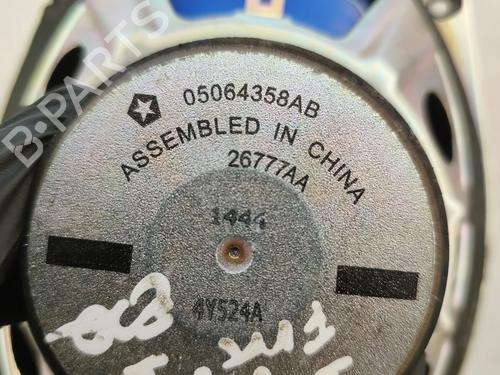 05064358AB
ASSEMBLED IN CHINA
26777AA
1444
4Y524A
B-PARTS